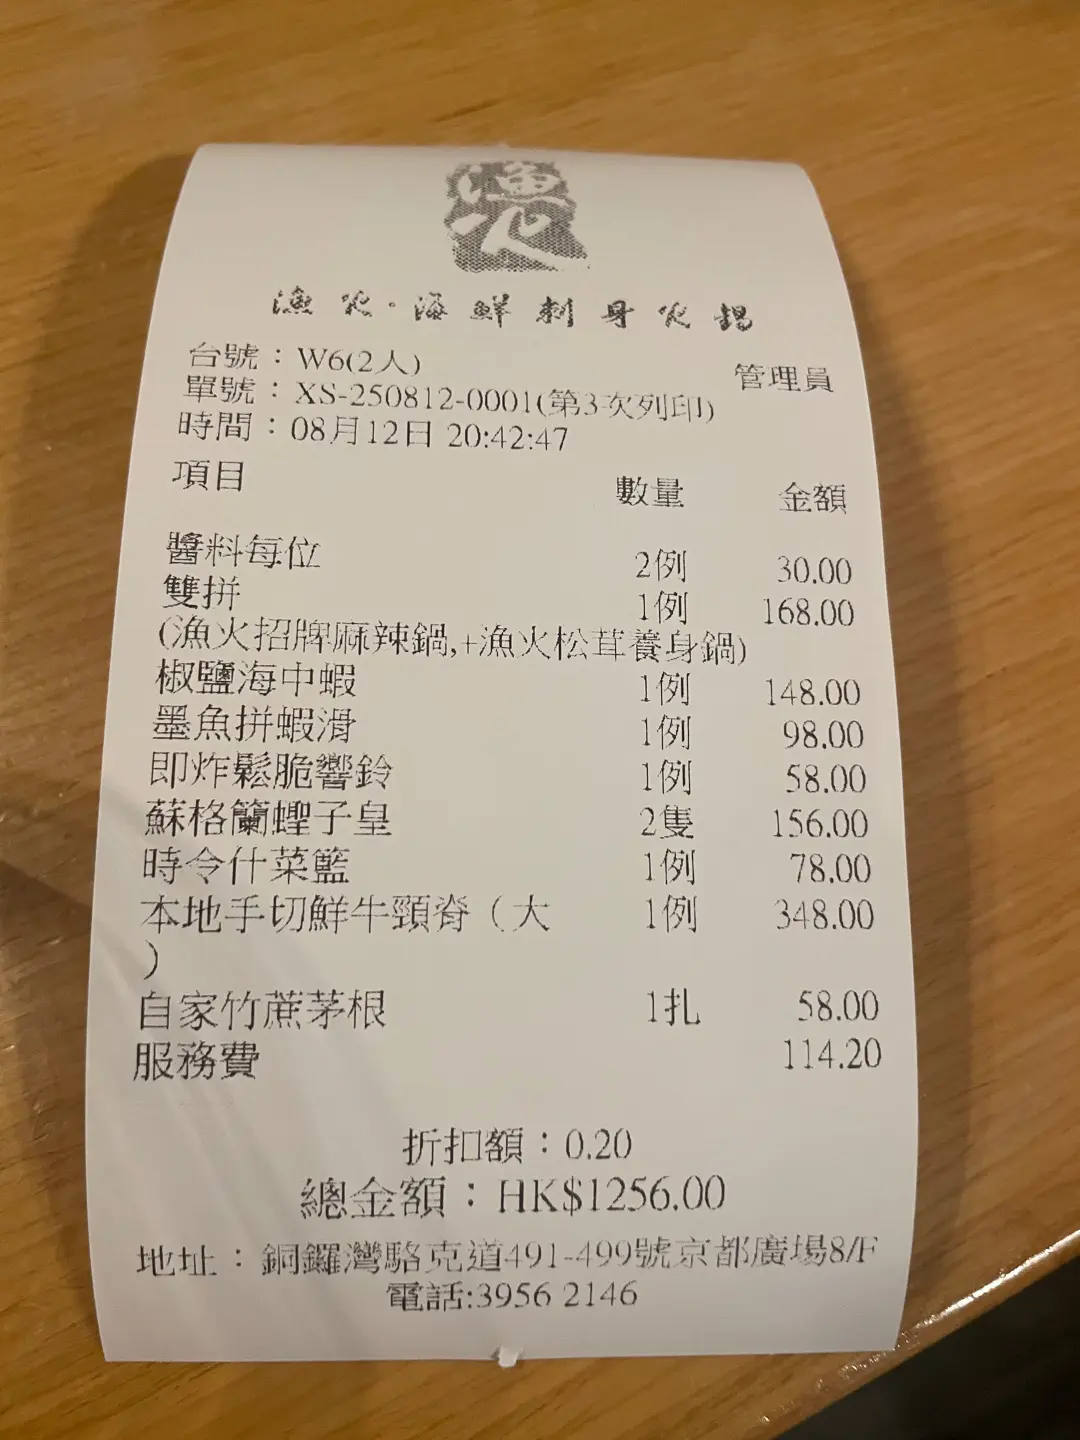 漁火
漁火·海鮮刺身火鍋
台號：W6(2人) 管理員
單號：XS-250812-0001(第3次列印)
時間：08月12日 20:42:47
項目 數量 金額
醬料每位 2例 30.00
雙拼 1例 168.00
(漁火招牌麻辣鍋,+漁火松茸養身鍋)
椒鹽海中蝦 1例 148.00
墨魚拼蝦滑 1例 98.00
即炸鬆脆響鈴 1例 58.00
蘇格蘭蟶子皇 2隻 156.00
時令什菜籃 1例 78.00
本地手切鮮牛頸脊（大 1例 348.00
）
自家竹蔗茅根 1扎 58.00
服務費 114.20
折扣額：0.20
總金額：HK$1256.00
地址：銅鑼灣駱克道491-499號京都廣場8/F
電話:3956 2146